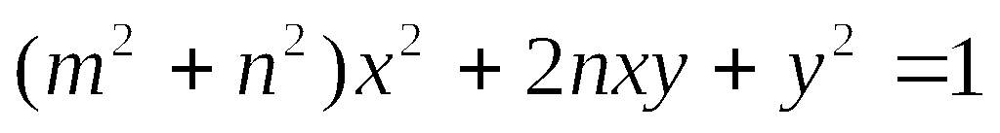 (m² + n²)x² + 2nxy + y² = 1